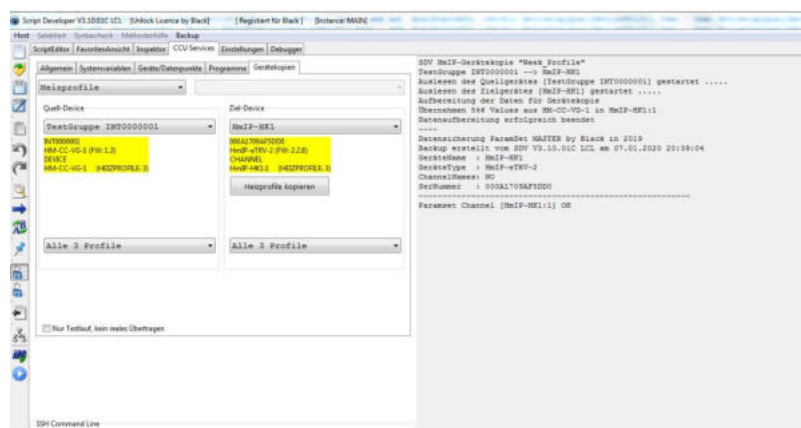 Script Developer V3.10.01C LCL [Unlock Licence by Black] [Registiert für Black] [Instance: MAIN]
Host Selektiert Syntaxcheck Methodenhilfe Backup
ScriptEditor Favoritenansicht Inspektor CCU Services Einstellungen Debugger
Allgemein Systemvariablen Geräte/Datenpunkte Programme Gerätekopien
Heizprofile
Quell-Device
TestGruppe INT0000001
INT0000001
HM-CC-VG-1 (FW: 1.3)
DEVICE
HM-CC-VG-1 (HEIZPROFILE: 3)
Alle 3 Profile
Ziel-Device
HmIP-HK1
000A1709AF5DD0
HmIP-eTRV-2 (FW: 2.2.8)
CHANNEL
HmIP-HK1:1 (HEIZPROFILE: 3)
Heizprofile kopieren
Alle 3 Profile
Nur Testlauf, kein reales Übertragen
SSH Command Line
SDV HmIP-Gerätekopie "Week_Profile"
TestGruppe INT0000001 --> HmIP-HK1
Auslesen des Quellgerätes [TestGruppe INT0000001] gestartet .....
Auslesen des Zielgerätes [HmIP-HK1] gestartet .....
Aufbereitung der Daten für Gerätekopie
Übernehmen 546 Values aus HM-CC-VG-1 in HmIP-HK1:1
Datenaufbereitung erfolgreich beendet
----
Datensicherung ParamSet MASTER by Black in 2019
Backup erstellt vom SDV V3.10.01C LCL am 07.01.2020 20:39:04
GeräteName : HmIP-HK1
GeräteType : HmIP-eTRV-2
ChannelNames: NO
SerNummer : 000A1709AF5DD0
Paramset Channel [HmIP-HK1:1] OK